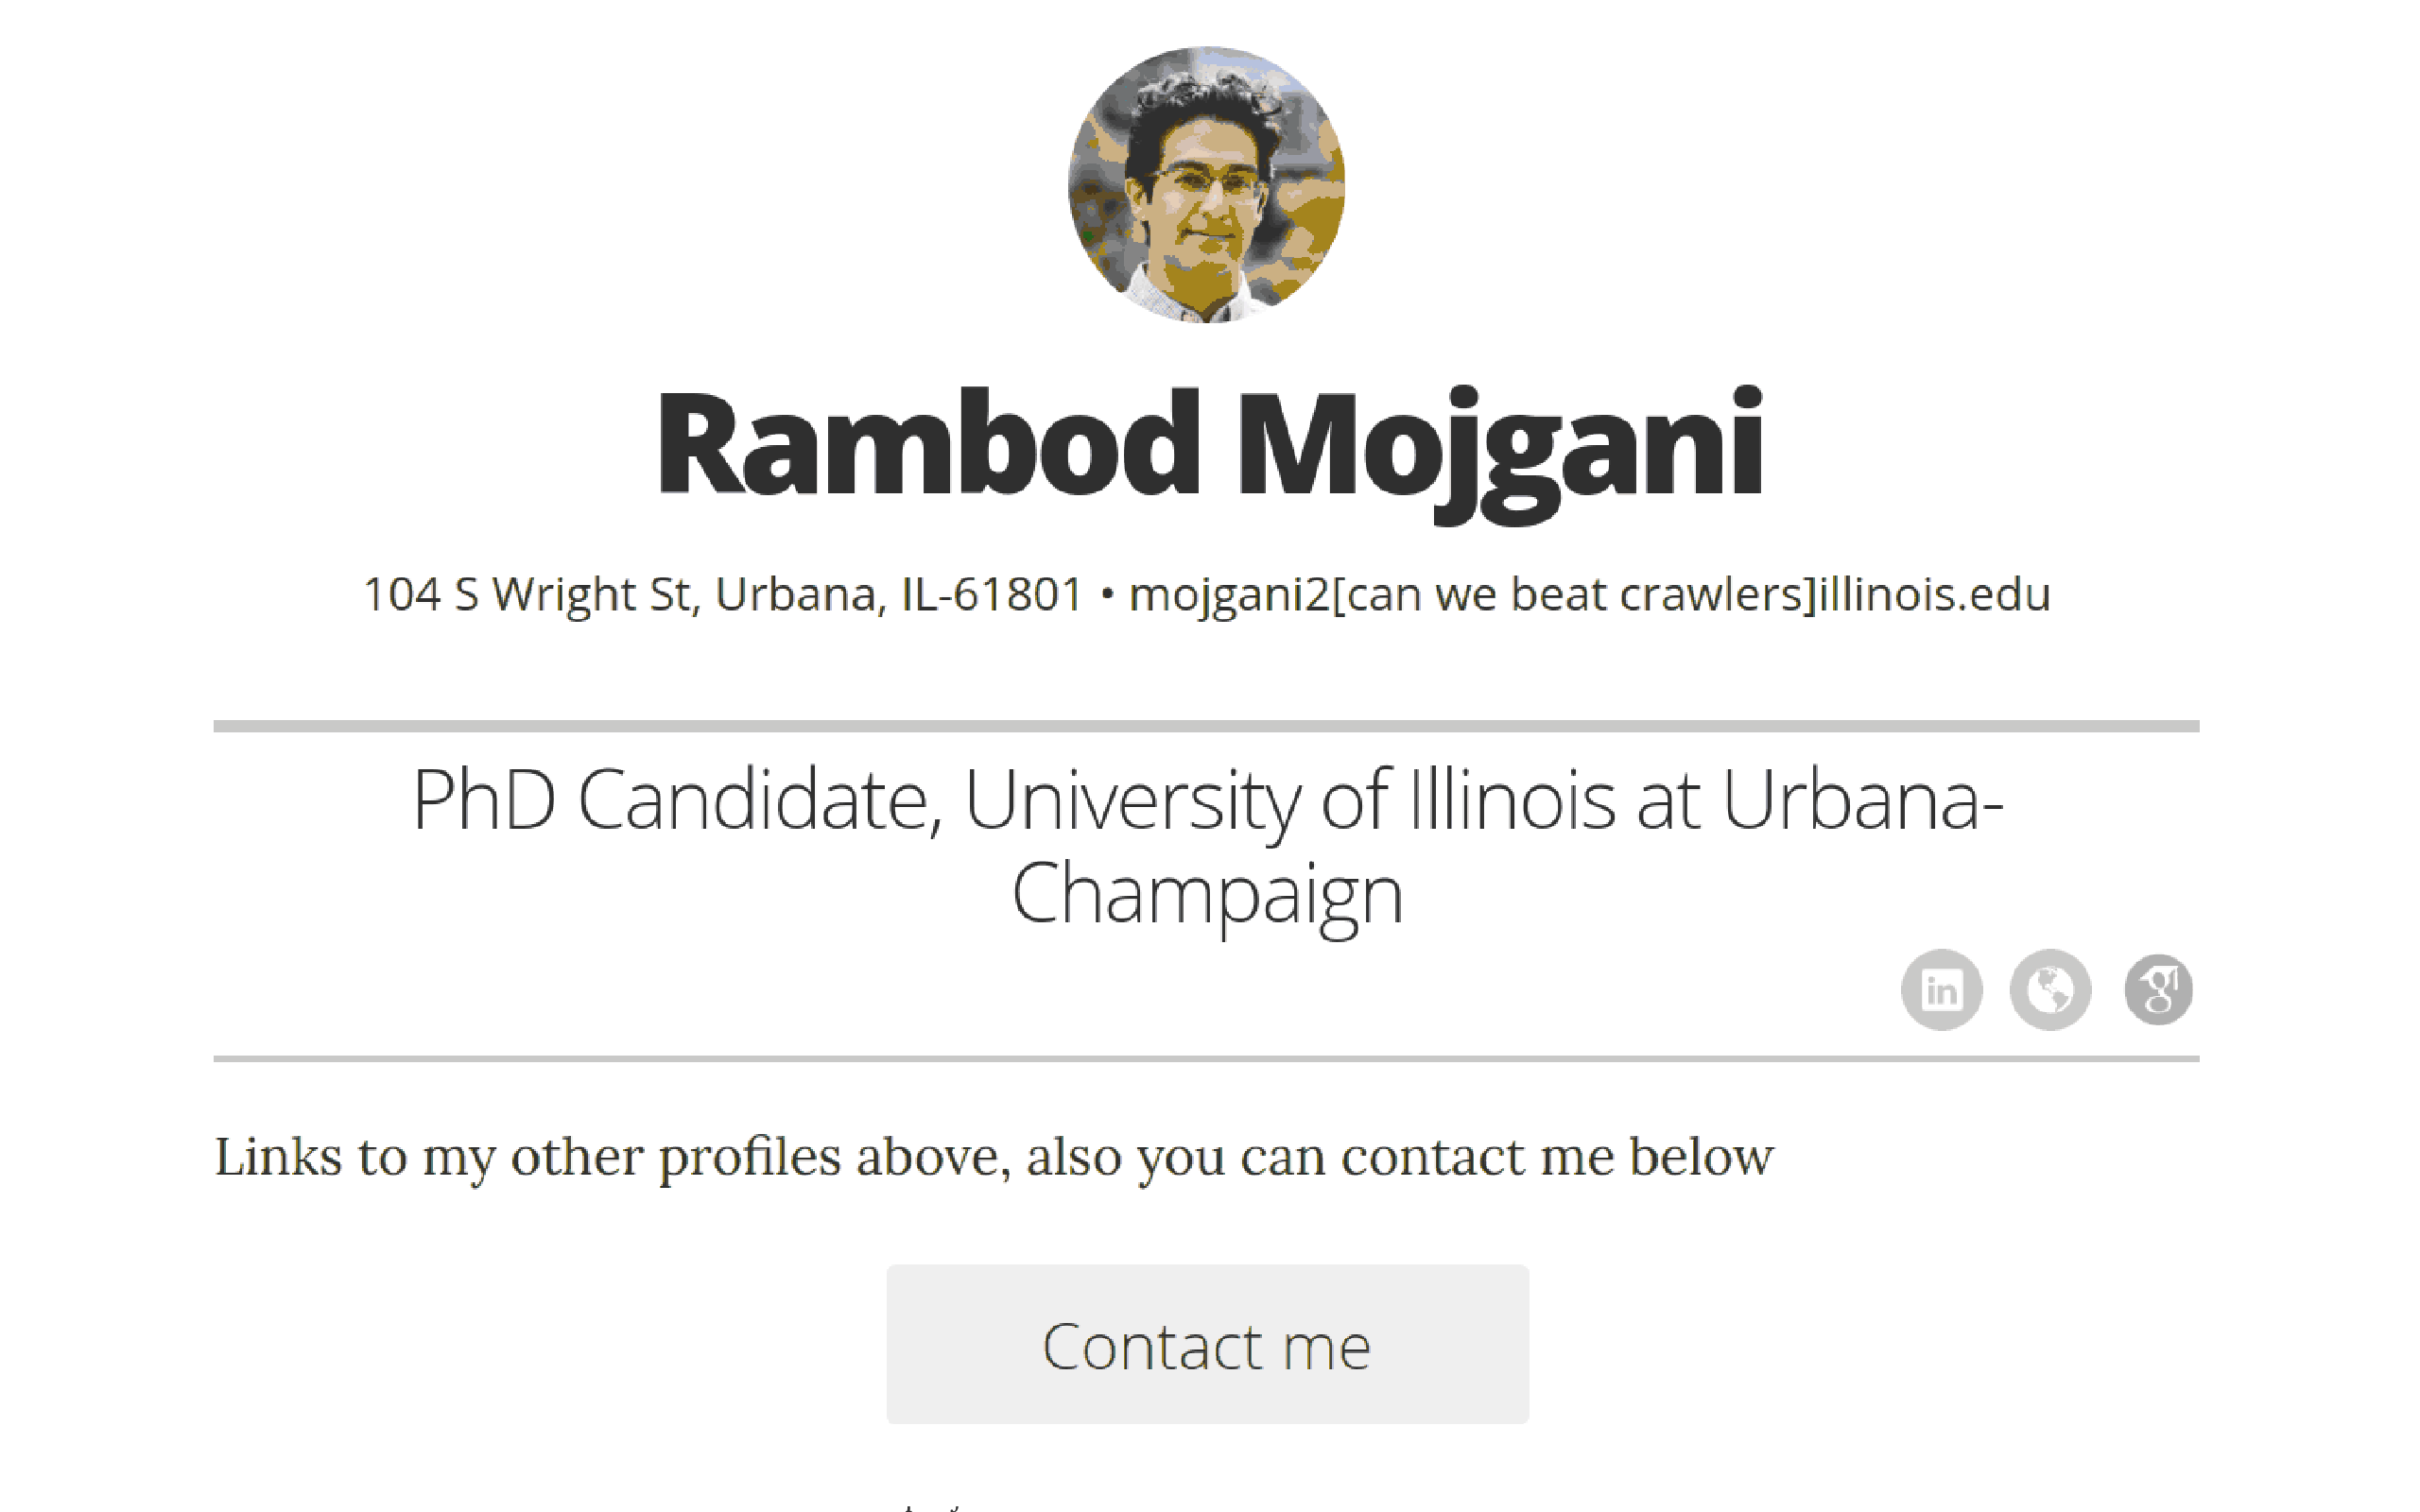 Rambod Mojgani
104 S Wright St, Urbana, IL-61801 • mojgani2[can we beat crawlers]illinois.edu
PhD Candidate, University of Illinois at Urbana-
Champaign
in
g
Links to my other profiles above, also you can contact me below
Contact me